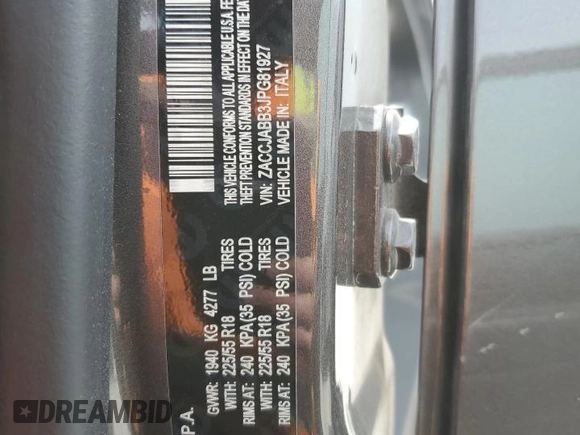 P.A.
GVWR: 1940 KG 4277 LB
WITH: 225/55 R18 TIRES
RIMS AT: 240 KPA(35 PSI) COLD
WITH: 225/55 R18 TIRES
RIMS AT: 240 KPA(35 PSI) COLD
THIS VEHICLE CONFORMS TO ALL APPLICABLE U.S.A. FE
THEFT PREVENTION STANDARDS IN EFFECT ON THE DA
VIN: ZACCJABB3JPG81927
VEHICLE MADE IN: ITALY
DREAMBID